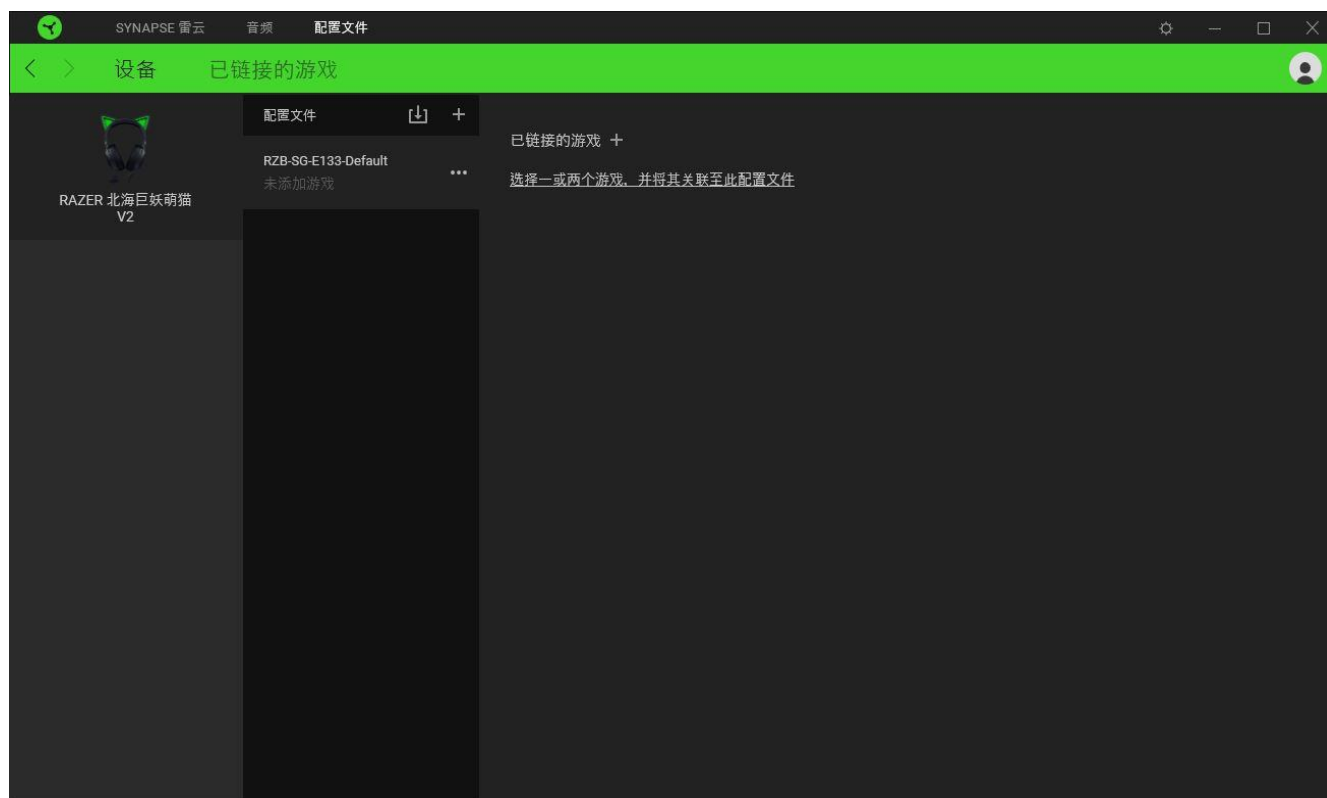 SYNAPSE 雷云 音频 配置文件
设备 已链接的游戏
RAZER 北海巨妖萌猫
V2
配置文件
RZB-SG-E133-Default
未添加游戏
已链接的游戏
选择一或两个游戏，并将其关联至此配置文件